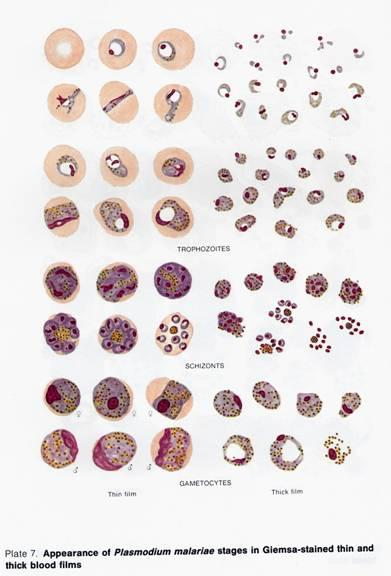 TROPHOZOITES
SCHIZONTS
♀ ♀ ♀
♂ ♂ ♂
GAMETOCYTES
Thin film Thick film
Plate 7. Appearance of Plasmodium malariae stages in Giemsa-stained thin and
thick blood films